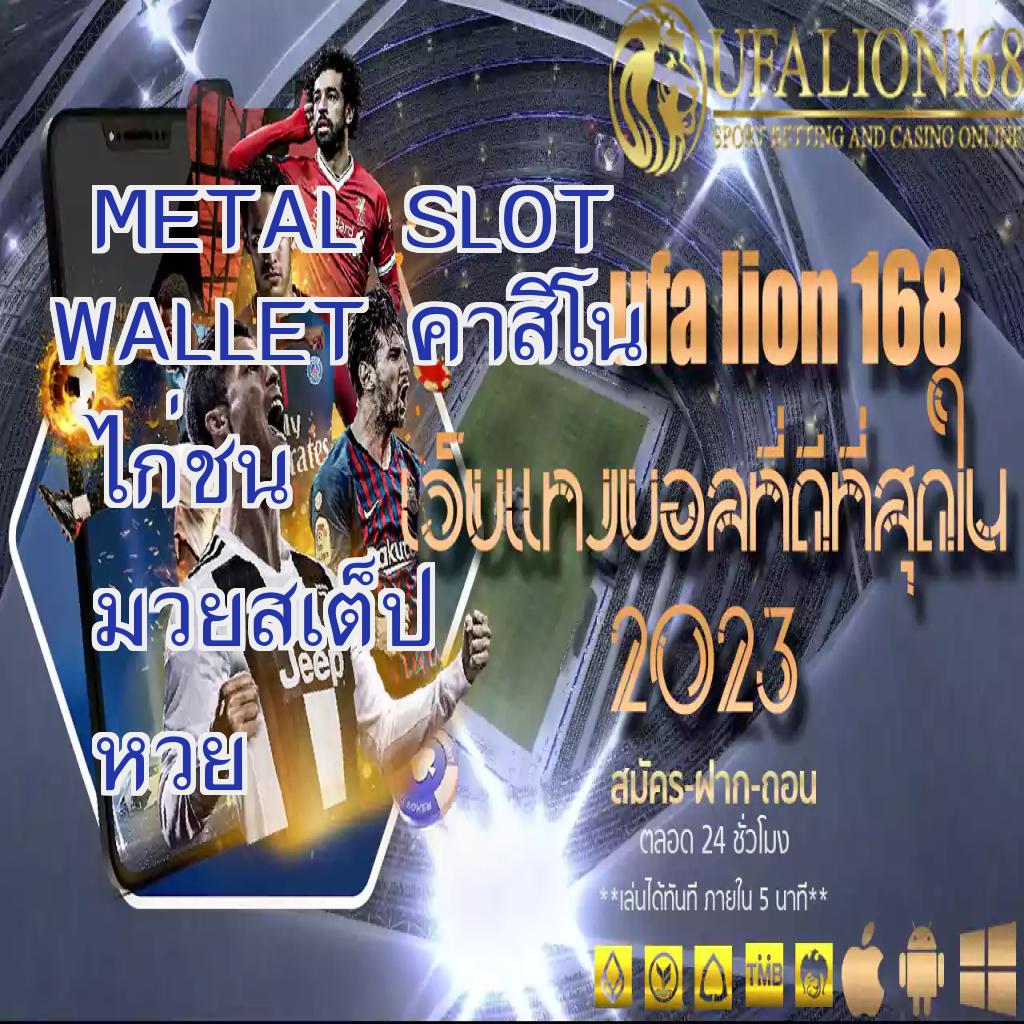 UFALION168
SPORT BETTING AND CASINO ONLINE
METAL SLOT
WALLET คาสิโน
ไก่ชน
มวยสเต็ป
หวย
ufa lion 168
เว็บแทงบอลที่ดีที่สุดใน
2023
สมัคร-ฝาก-ถอน
ตลอด 24 ชั่วโมง
**เล่นได้ทันที ภายใน 5 นาที**
TMB
Jeep